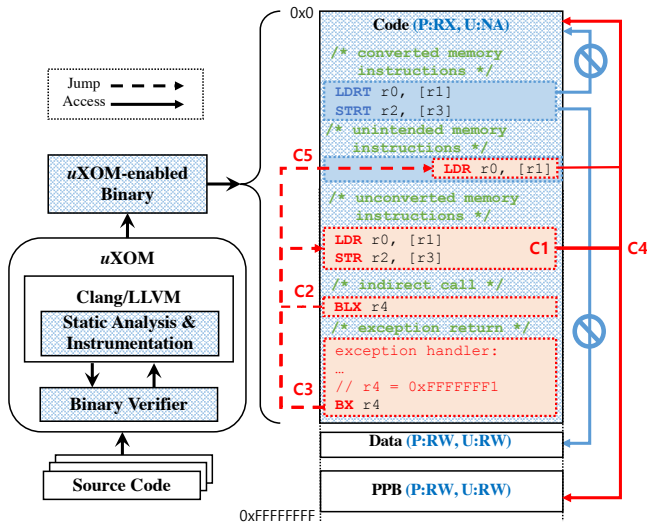 Jump
Access
uXOM-enabled
Binary
uXOM
Clang/LLVM
Static Analysis &
Instrumentation
Binary Verifier
Source Code
0x0
Code (P:RX, U:NA)
/* converted memory
instructions */
LDRT r0, [r1]
STRT r2, [r3]
/* unintended memory
instructions */
C5
LDR r0, [r1]
/* unconverted memory
instructions */
LDR r0, [r1]
STR r2, [r3]
C1
C4
C2
/* indirect call */
BLX r4
/* exception return */
exception handler:
…
// r4 = 0xFFFFFFF1
C3
BX r4
Data (P:RW, U:RW)
PPB (P:RW, U:RW)
0xFFFFFFFF